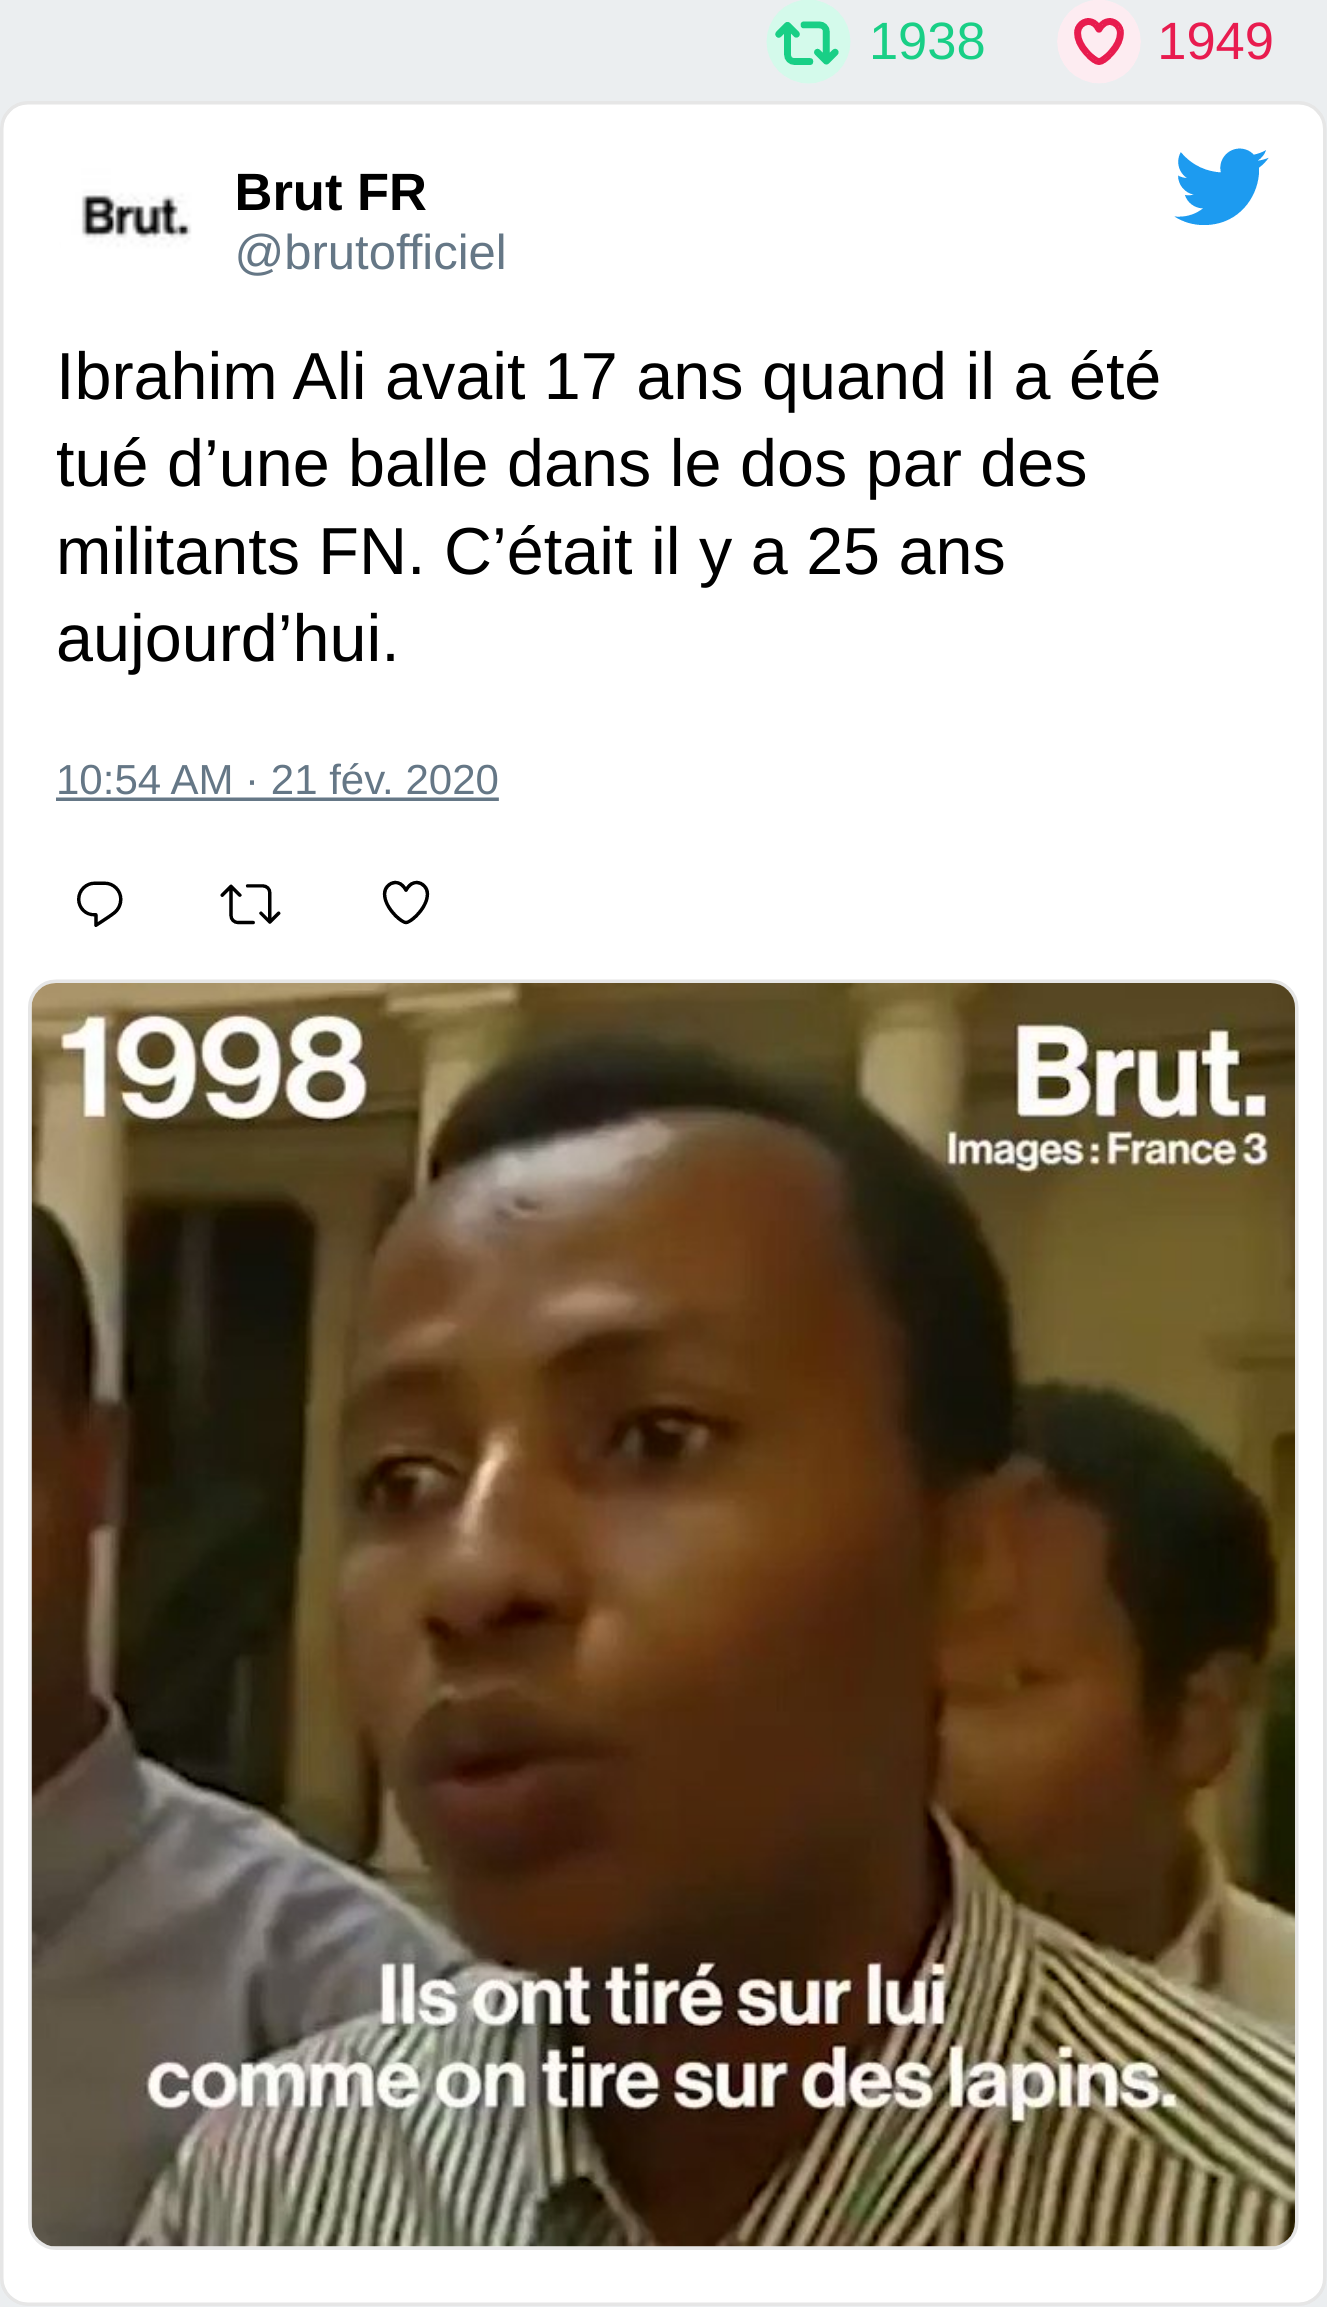 1938 1949
Brut.
Brut FR
@brutofficiel
Ibrahim Ali avait 17 ans quand il a été
tué d’une balle dans le dos par des
militants FN. C’était il y a 25 ans
aujourd’hui.
10:54 AM · 21 fév. 2020
1998
Brut.
Images : France 3
Ils ont tiré sur lui
comme on tire sur des lapins.